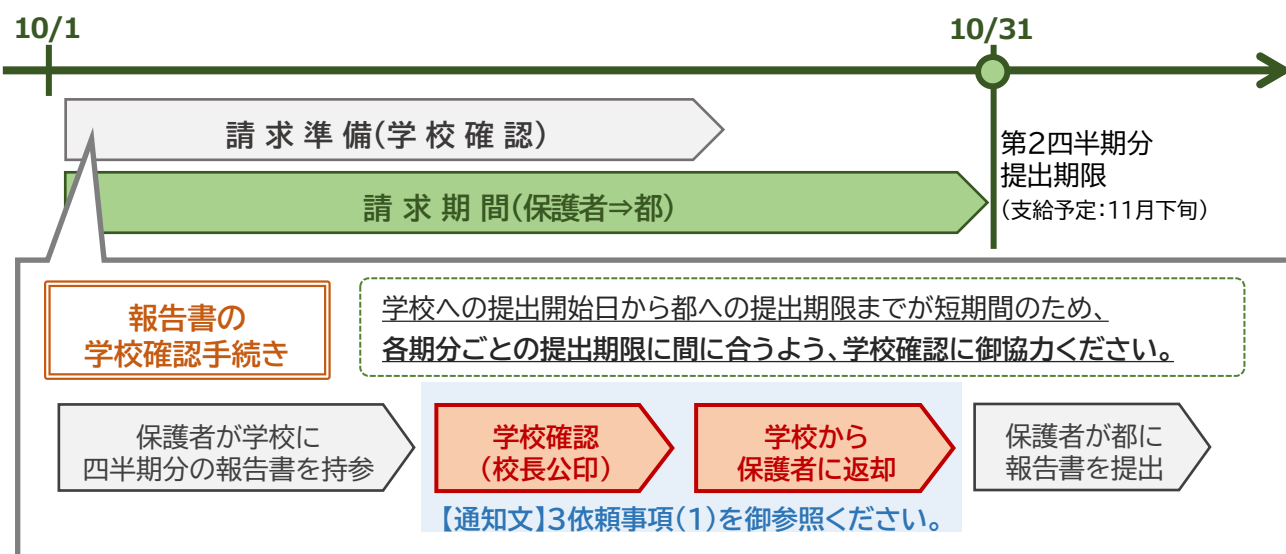 10/1
10/31
請求準備(学校確認)
請求期間(保護者⇒都)
第2四半期分
提出期限
(支給予定:11月下旬)
報告書の
学校確認手続き
学校への提出開始日から都への提出期限までが短期間のため、
各期分ごとの提出期限に間に合うよう、学校確認に御協力ください。
保護者が学校に
四半期分の報告書を持参
学校確認
(校長公印)
学校から
保護者に返却
保護者が都に
報告書を提出
【通知文】3依頼事項(1)を御参照ください。